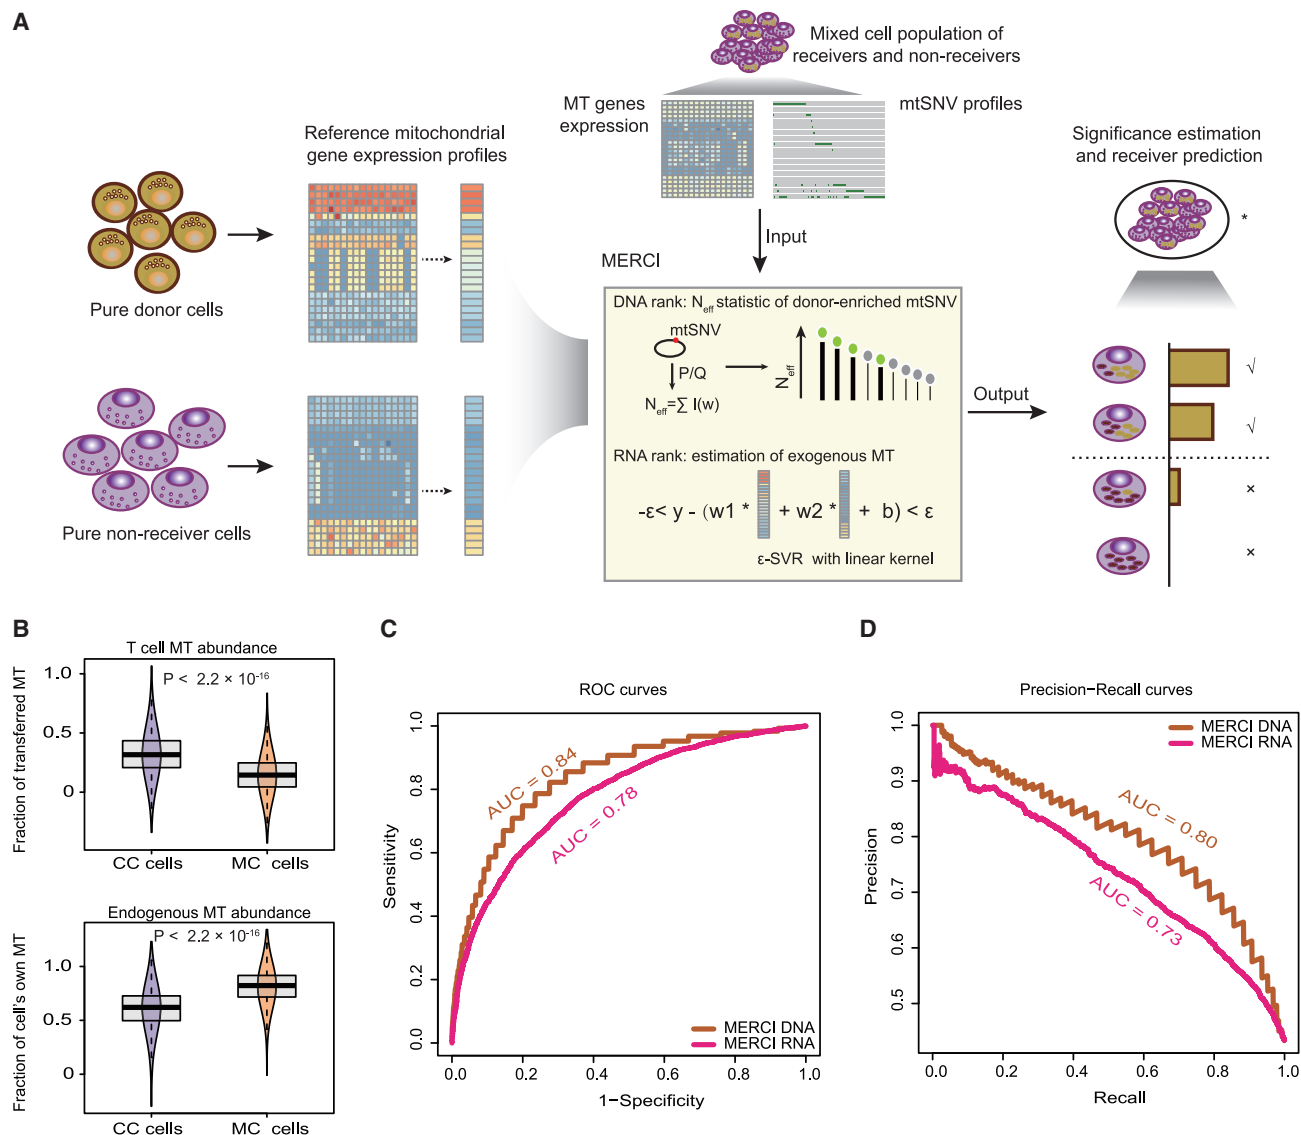 A
Mixed cell population of
receivers and non-receivers
MT genes
expression
mtSNV profiles
Reference mitochondrial
gene expression profiles
Significance estimation
and receiver prediction
*
Pure donor cells
Input
MERCI
DNA rank: Neff statistic of donor-enriched mtSNV
mtSNV
P/Q
Neff=∑ I(w)
Neff
Output
√
√
×
×
RNA rank: estimation of exogenous MT
-ε< y - (w1 * + w2 * + b) < ε
ε-SVR with linear kernel
Pure non-receiver cells
B
T cell MT abundance
P < 2.2 × 10-16
Fraction of transferred MT
1.0
0.5
0
CC cells MC cells
Endogenous MT abundance
P < 2.2 × 10-16
Fraction of cell's own MT
1.0
0.5
0
CC cells MC cells
C
ROC curves
Sensitivity
1.0
0.8
0.6
0.4
0.2
0.0
AUC = 0.84
AUC = 0.78
MERCI DNA
MERCI RNA
0.0 0.2 0.4 0.6 0.8 1.0
1−Specificity
D
Precision−Recall curves
Precision
1.0
0.9
0.8
0.7
0.6
0.5
MERCI DNA
MERCI RNA
AUC = 0.80
AUC = 0.73
0.0 0.2 0.4 0.6 0.8 1.0
Recall